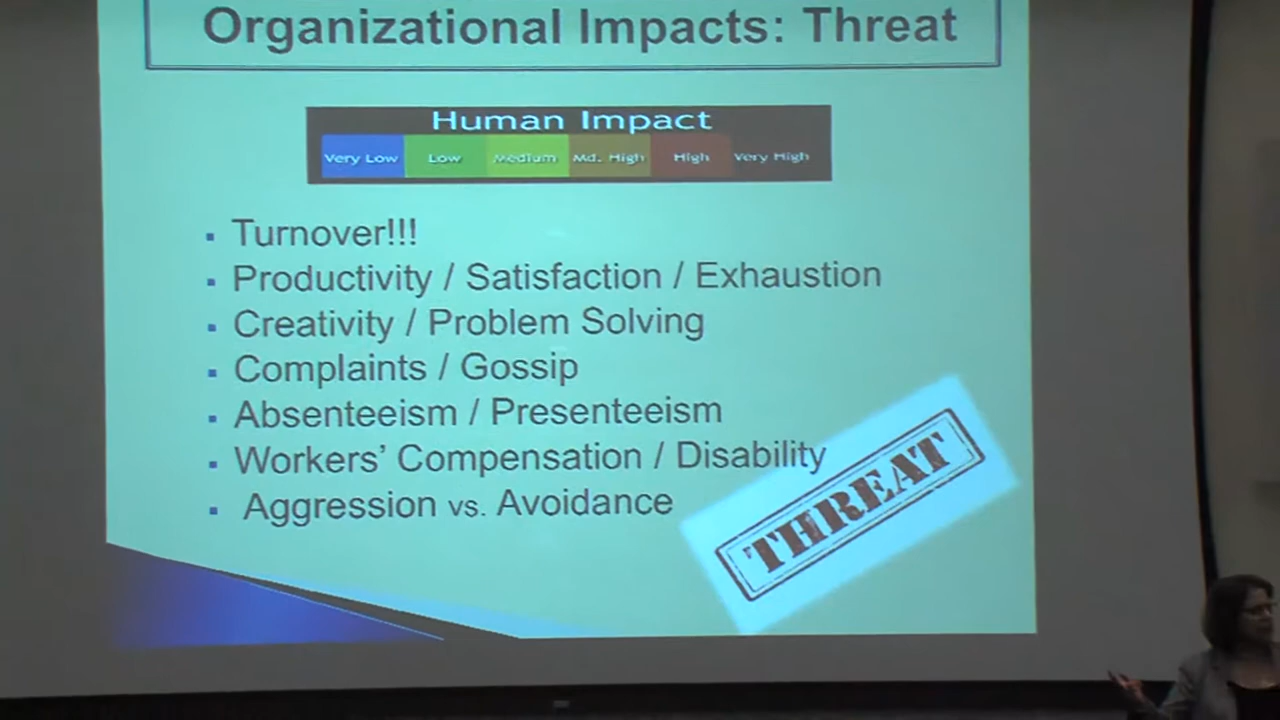 Organizational Impacts: Threat
Human Impact
Very Low Low Medium Md. High High Very High
Turnover!!!
Productivity / Satisfaction / Exhaustion
Creativity / Problem Solving
Complaints / Gossip
Absenteeism / Presenteeism
Workers’ Compensation / Disability
Aggression vs. Avoidance
THREAT